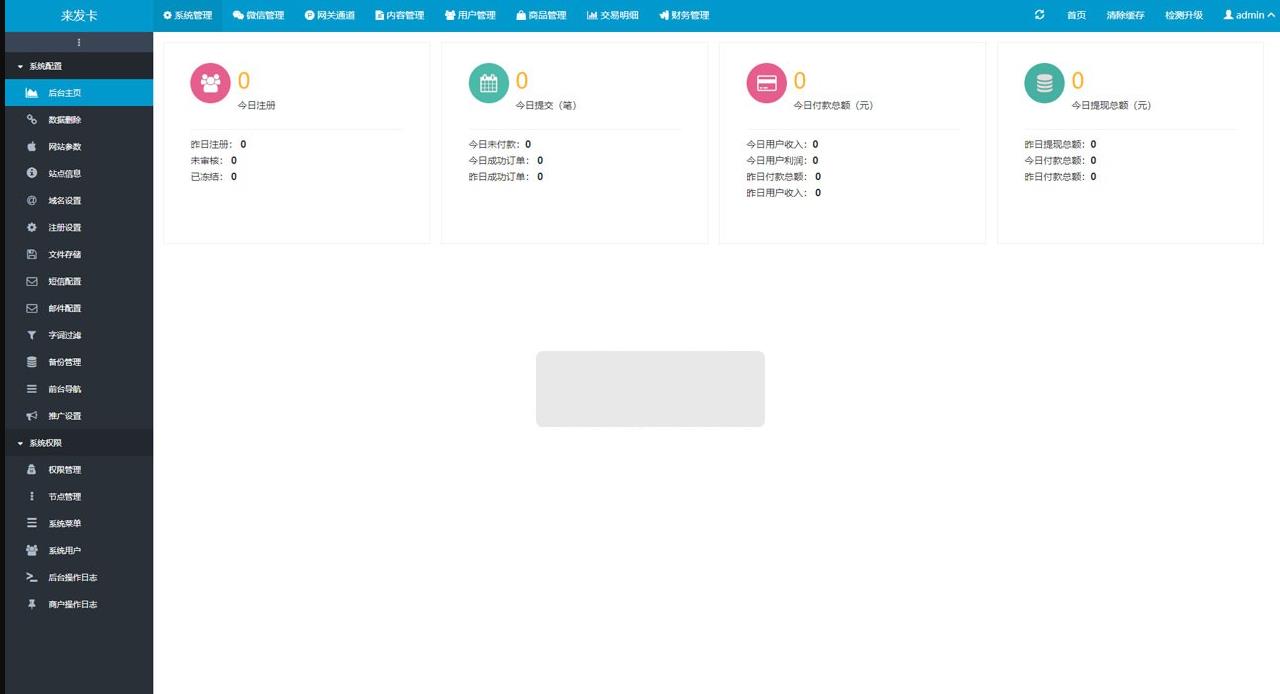 来发卡
系统管理
微信管理
网关通道
内容管理
用户管理
商品管理
交易明细
财务管理
首页
清除缓存
检测升级
admin
系统配置
后台主页
数据删除
网站参数
站点信息
域名设置
注册设置
文件存储
短信配置
邮件配置
字词过滤
备份管理
前台导航
推广设置
系统权限
权限管理
节点管理
系统菜单
系统用户
后台操作日志
商户操作日志
0
今日注册
昨日注册： 0
未审核： 0
已冻结： 0
0
今日提交（笔）
今日未付款：0
今日成功订单： 0
昨日成功订单： 0
0
今日付款总额（元）
今日用户收入：0
今日用户利润：0
昨日付款总额： 0
昨日用户收入： 0
0
今日提现总额（元）
昨日提现总额：0
今日付款总额：0
昨日付款总额：0